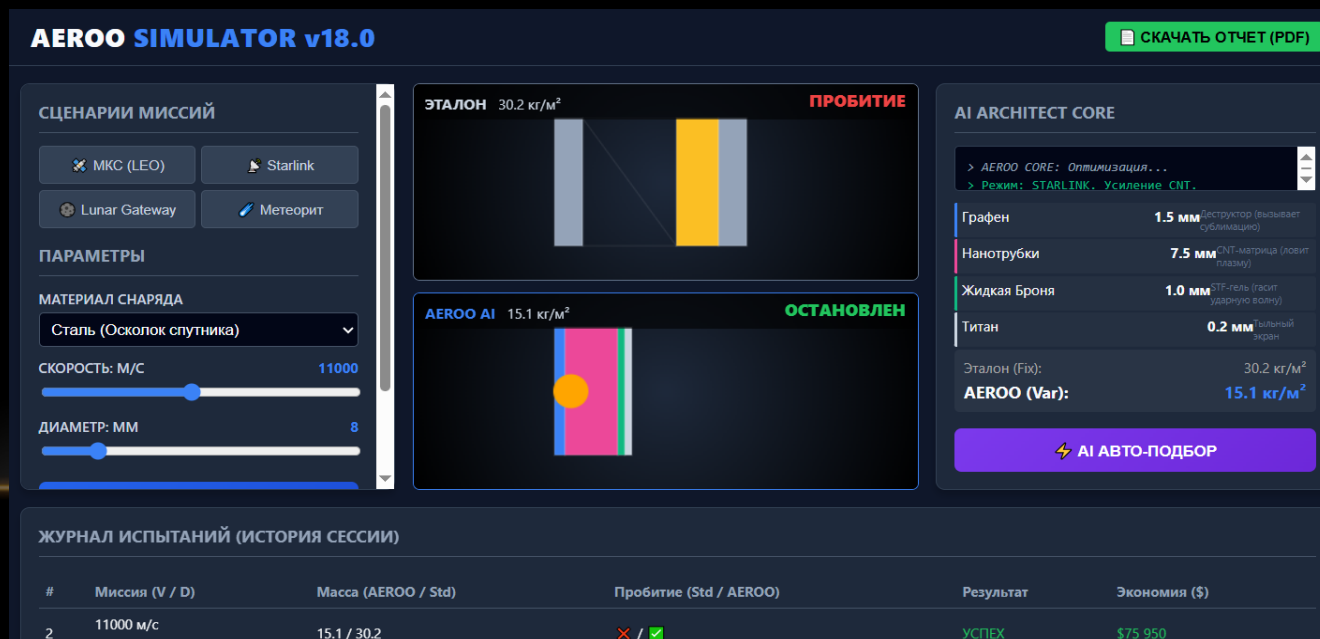 AEROO SIMULATOR v18.0
СКАЧАТЬ ОТЧЕТ (PDF)
СЦЕНАРИИ МИССИЙ
МКС (LEO)
Starlink
Lunar Gateway
Метеорит
ПАРАМЕТРЫ
МАТЕРИАЛ СНАРЯДА
Сталь (Осколок спутника)
СКОРОСТЬ: М/С 11000
ДИАМЕТР: ММ 8
ЭТАЛОН 30.2 кг/м² ПРОБИТИЕ
AEROO AI 15.1 кг/м² ОСТАНОВЛЕН
AI ARCHITECT CORE
> AEROO CORE: Оптимизация...
> Режим: STARLINK. Усиление CNT.
Графен 1.5 мм Деструктор (вызывает
сублимацию)
Нанотрубки 7.5 мм CNT-матрица (ловит
плазму)
Жидкая Броня 1.0 мм STF-гель (гасит
ударную волну)
Титан 0.2 мм Тыльный
экран
Эталон (Fix): 30.2 кг/м²
AEROO (Var): 15.1 кг/м²
⚡ AI АВТО-ПОДБОР
ЖУРНАЛ ИСПЫТАНИЙ (ИСТОРИЯ СЕССИИ)
# Миссия (V / D) Масса (AEROO / Std) Пробитие (Std / AEROO) Результат Экономия ($)
11000 м/с
2 15.1 / 30.2 ❌ / ✅ УСПЕХ $75 950